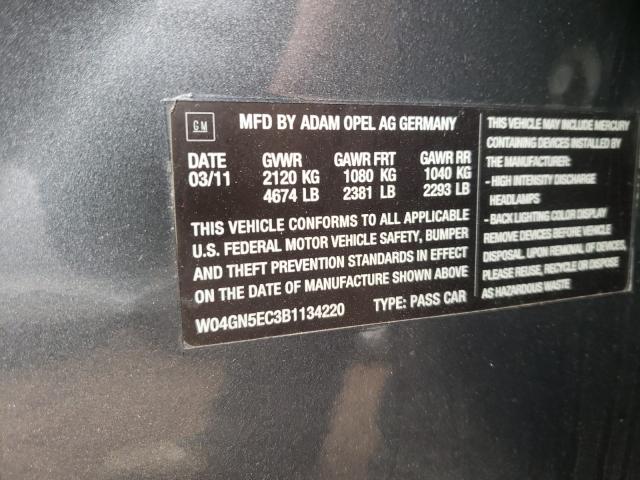 GM
MFD BY ADAM OPEL AG GERMANY
DATE GVWR GAWR FRT GAWR RR
03/11 2120 KG 1080 KG 1040 KG
4674 LB 2381 LB 2293 LB
THIS VEHICLE CONFORMS TO ALL APPLICABLE
U.S. FEDERAL MOTOR VEHICLE SAFETY, BUMPER
AND THEFT PREVENTION STANDARDS IN EFFECT
ON THE DATE OF MANUFACTURE SHOWN ABOVE
W04GN5EC3B1134220 TYPE: PASS CAR
THIS VEHICLE MAY INCLUDE MERCURY
CONTAINING DEVICES INSTALLED BY
THE MANUFACTURER:
- HIGH INTENSITY DISCHARGE
HEADLAMPS
- BACK LIGHTING COLOR DISPLAY
REMOVE DEVICES BEFORE VEHICLE
DISPOSAL. UPON REMOVAL OF DEVICES,
PLEASE REUSE, RECYCLE OR DISPOSE
AS HAZARDOUS WASTE